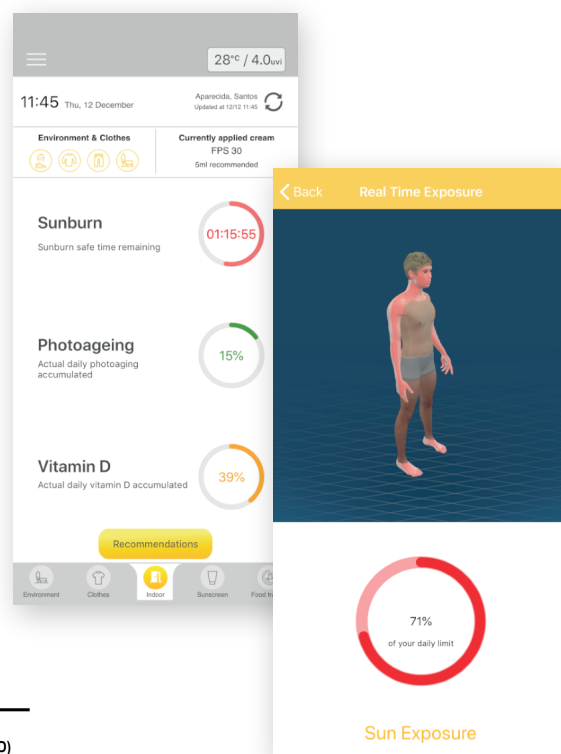 28°ᶜ / 4.0uvi
11:45 Thu, 12 December
Aparecida, Santos
Updated at 12/12 11:45
Environment & Clothes
Currently applied cream
FPS 30
5ml recommended
Sunburn
Sunburn safe time remaining
01:15:55
Photoageing
Actual daily photoaging
accumulated
15%
Vitamin D
Actual daily vitamin D accumulated
39%
Recommendations
Environment
Clothes
Indoor
Sunscreen
Food tr
Back
Real Time Exposure
71%
of your daily limit
Sun Exposure
D)